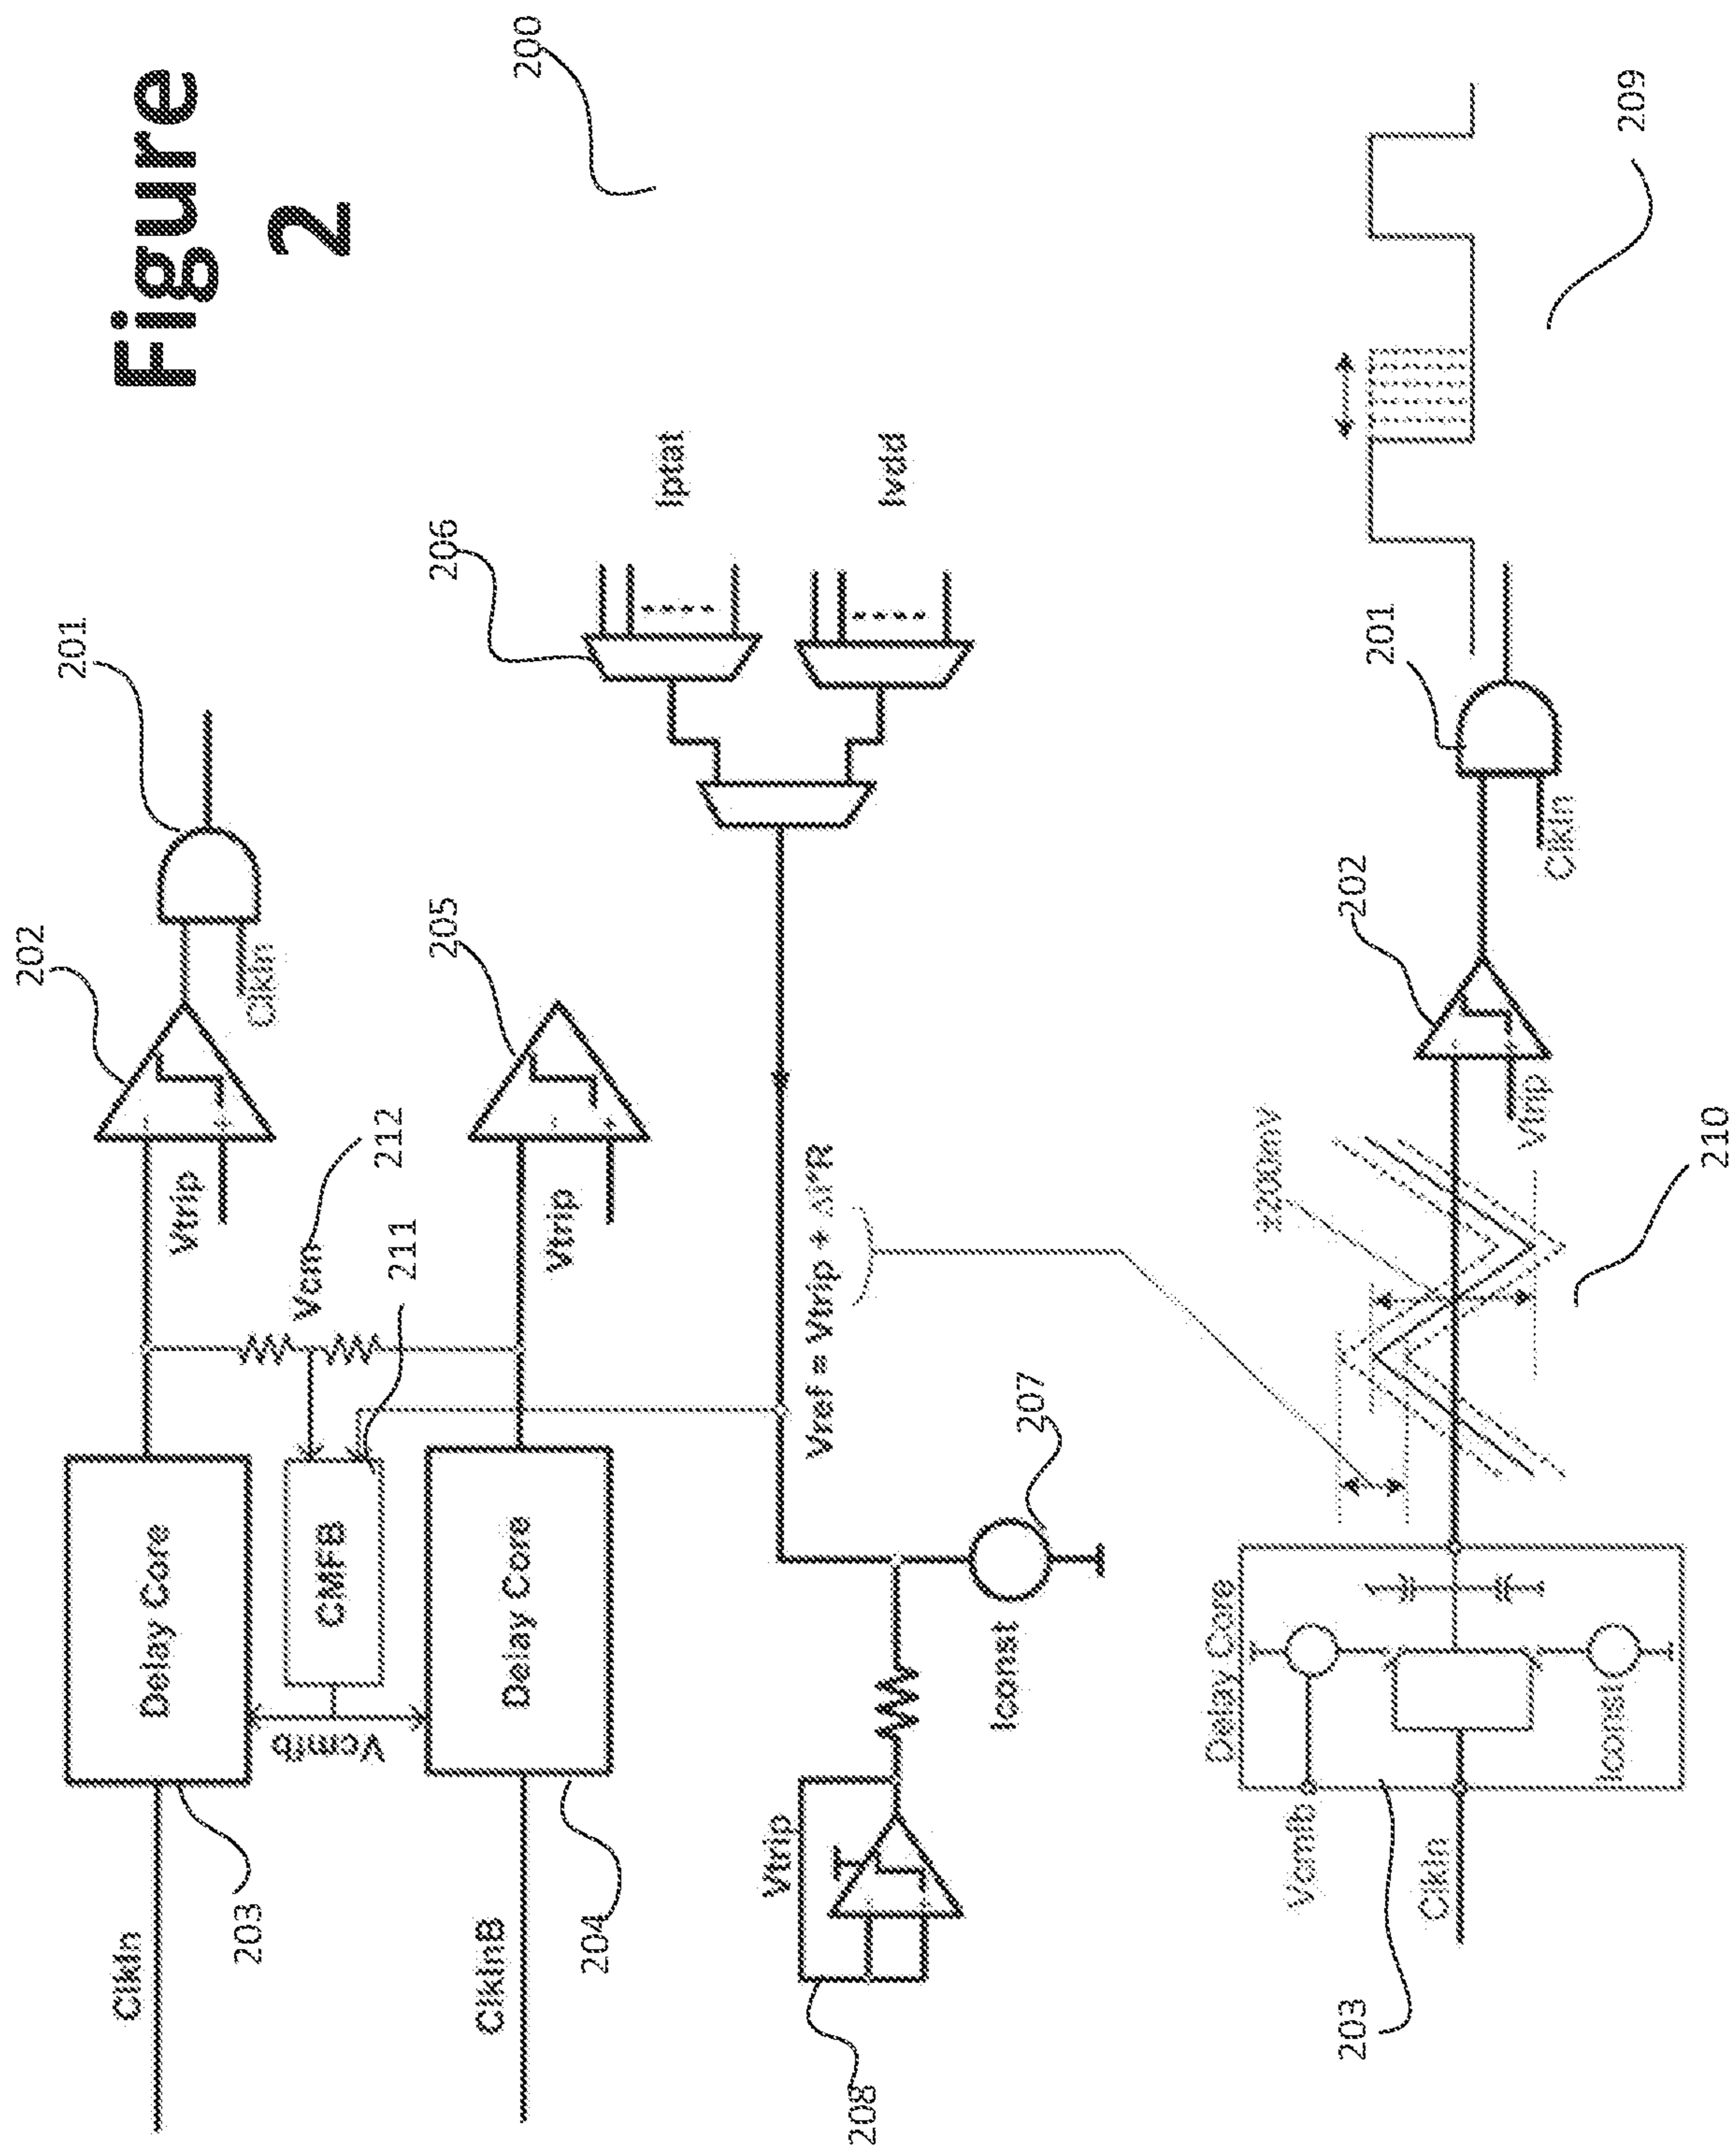 Figure
2
200
ClkIn
203
Delay Core
Vtrip
202
ClkIn
201
Vcmfb
CMFB
Vcm
212
211
ClkInB
204
Delay Core
Vtrip
205
206
Iptat
Ivdd
Vtrip
208
Iconst
207
Vref = Vtrip + ΔI*R
Delay Core
Vcmfb
ClkIn
Iconst
203
±200mV
210
Vtrip
202
ClkIn
201
209